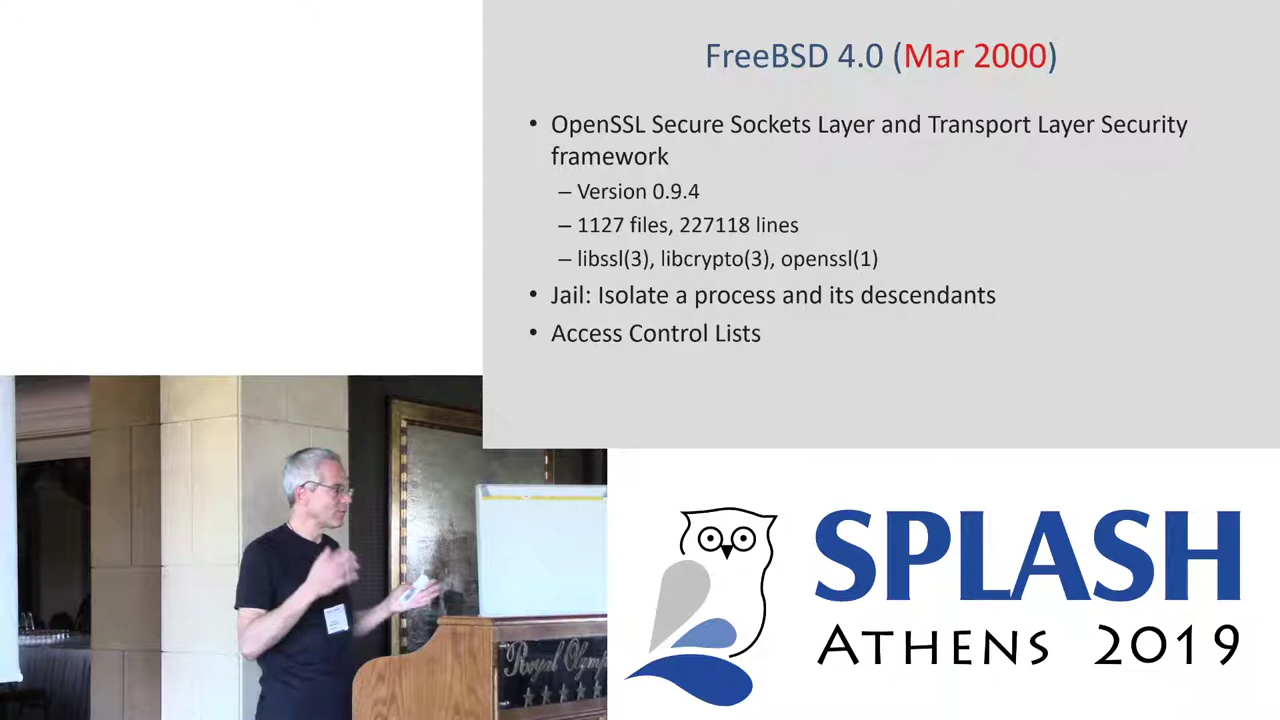 FreeBSD 4.0 (Mar 2000)
• OpenSSL Secure Sockets Layer and Transport Layer Security
framework
– Version 0.9.4
– 1127 files, 227118 lines
– libssl(3), libcrypto(3), openssl(1)
• Jail: Isolate a process and its descendants
• Access Control Lists
Royal Olymp
SPLASH
ATHENS 2019